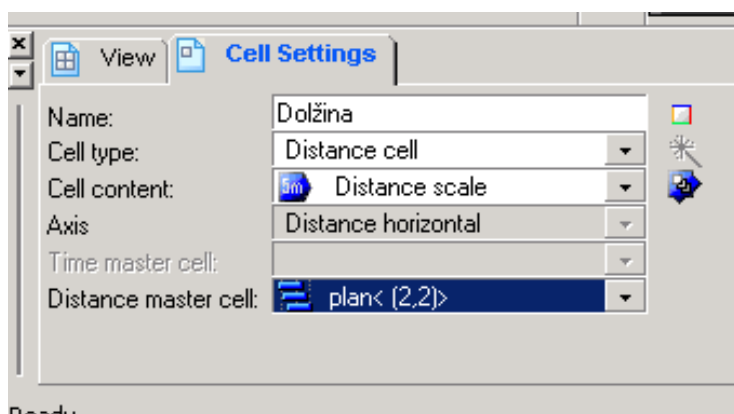 View Cell Settings
Name: Dolžina
Cell type: Distance cell
Cell content: 5m Distance scale
Axis Distance horizontal
Time master cell:
Distance master cell: plan< (2,2)>